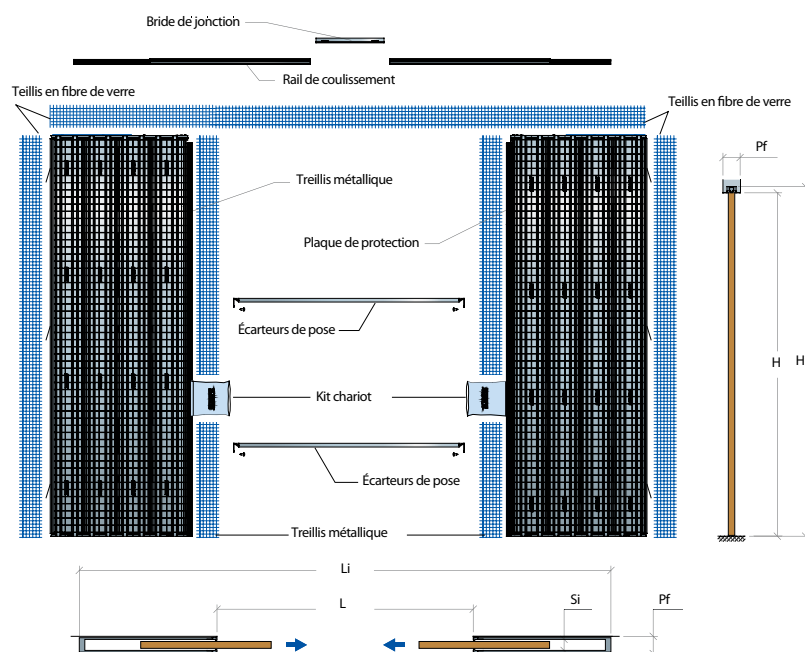 Bride de jonction
Rail de coulissement
Teillis en fibre de verre
Teillis en fibre de verre
Pf
Treillis métallique
Plaque de protection
Écarteurs de pose
H
H
Kit chariot
Écarteurs de pose
Treillis métallique
Li
L
Si
Pf